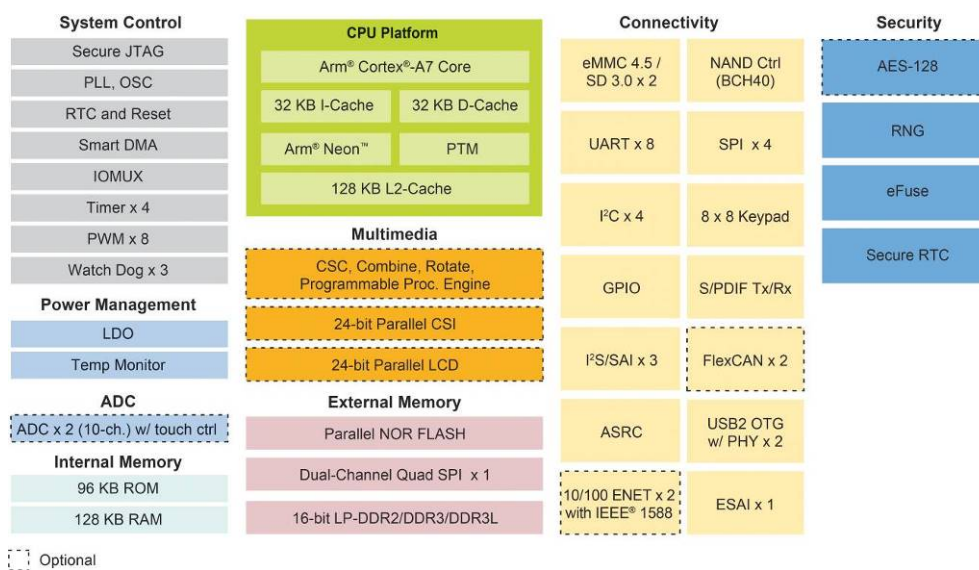 System Control
Secure JTAG
PLL, OSC
RTC and Reset
Smart DMA
IOMUX
Timer x 4
PWM x 8
Watch Dog x 3
Power Management
LDO
Temp Monitor
ADC
ADC x 2 (10-ch.) w/ touch ctrl
Internal Memory
96 KB ROM
128 KB RAM
Optional
CPU Platform
Arm® Cortex®-A7 Core
32 KB I-Cache
32 KB D-Cache
Arm® Neon™
PTM
128 KB L2-Cache
Multimedia
CSC, Combine, Rotate,
Programmable Proc. Engine
24-bit Parallel CSI
24-bit Parallel LCD
External Memory
Parallel NOR FLASH
Dual-Channel Quad SPI x 1
16-bit LP-DDR2/DDR3/DDR3L
Connectivity
eMMC 4.5 /
SD 3.0 x 2
NAND Ctrl
(BCH40)
UART x 8
SPI x 4
I²C x 4
8 x 8 Keypad
GPIO
S/PDIF Tx/Rx
I²S/SAI x 3
FlexCAN x 2
ASRC
USB2 OTG
w/ PHY x 2
10/100 ENET x 2
with IEEE® 1588
ESAI x 1
Security
AES-128
RNG
eFuse
Secure RTC